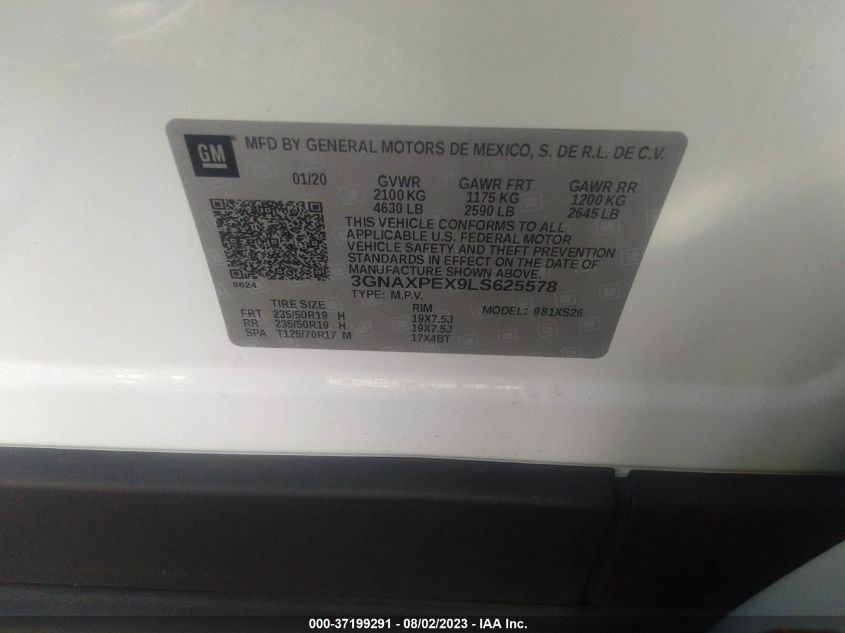 GM
MFD BY GENERAL MOTORS DE MEXICO, S. DE R.L. DE C.V.
01/20 GVWR GAWR FRT GAWR RR
2100 KG 1175 KG 1200 KG
4630 LB 2590 LB 2645 LB
THIS VEHICLE CONFORMS TO ALL
APPLICABLE U.S. FEDERAL MOTOR
VEHICLE SAFETY AND THEFT PREVENTION
STANDARDS IN EFFECT ON THE DATE OF
MANUFACTURE SHOWN ABOVE.
8624
3GNAXPEX9LS625578
TYPE: M.P.V.
TIRE SIZE RIM MODEL: 981XS26
FRT 235/50R19 H 19X7.5J
RR 235/50R19 H 19X7.5J
SPA T125/70R17 M 17X4BT
000-37199291 - 08/02/2023 - IAA Inc.